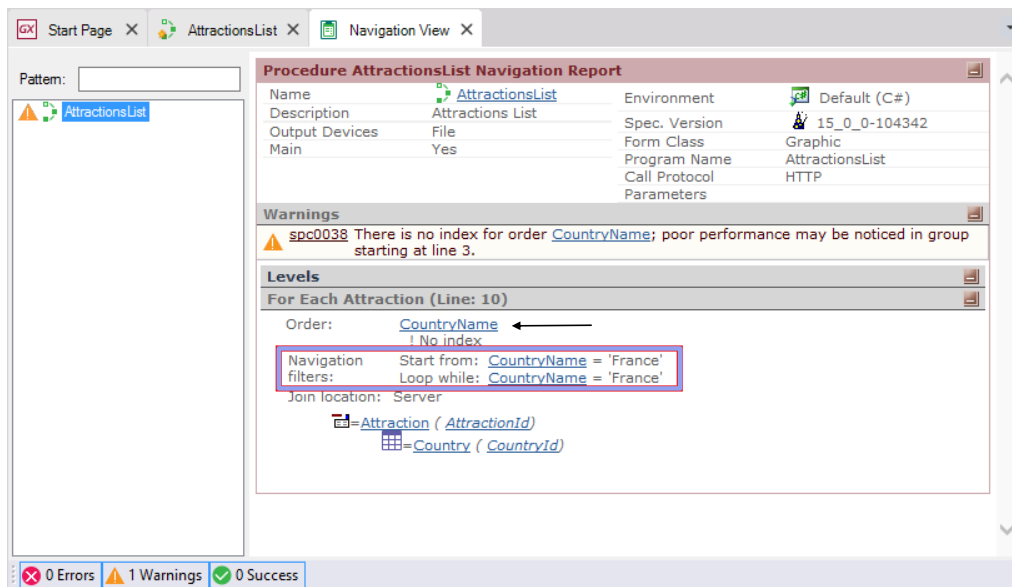 GX Start Page X AttractionsList X Navigation View X
Pattern:
AttractionsList
Procedure AttractionsList Navigation Report
Name AttractionsList
Description Attractions List
Output Devices File
Main Yes
Environment Default (C#)
Spec. Version 15_0_0-104342
Form Class Graphic
Program Name AttractionsList
Call Protocol HTTP
Parameters
Warnings
spc0038 There is no index for order CountryName; poor performance may be noticed in group
starting at line 3.
Levels
For Each Attraction (Line: 10)
Order: CountryName
! No index
Navigation Start from: CountryName = 'France'
filters: Loop while: CountryName = 'France'
Join location: Server
=Attraction ( AttractionId)
=Country ( CountryId)
0 Errors 1 Warnings 0 Success